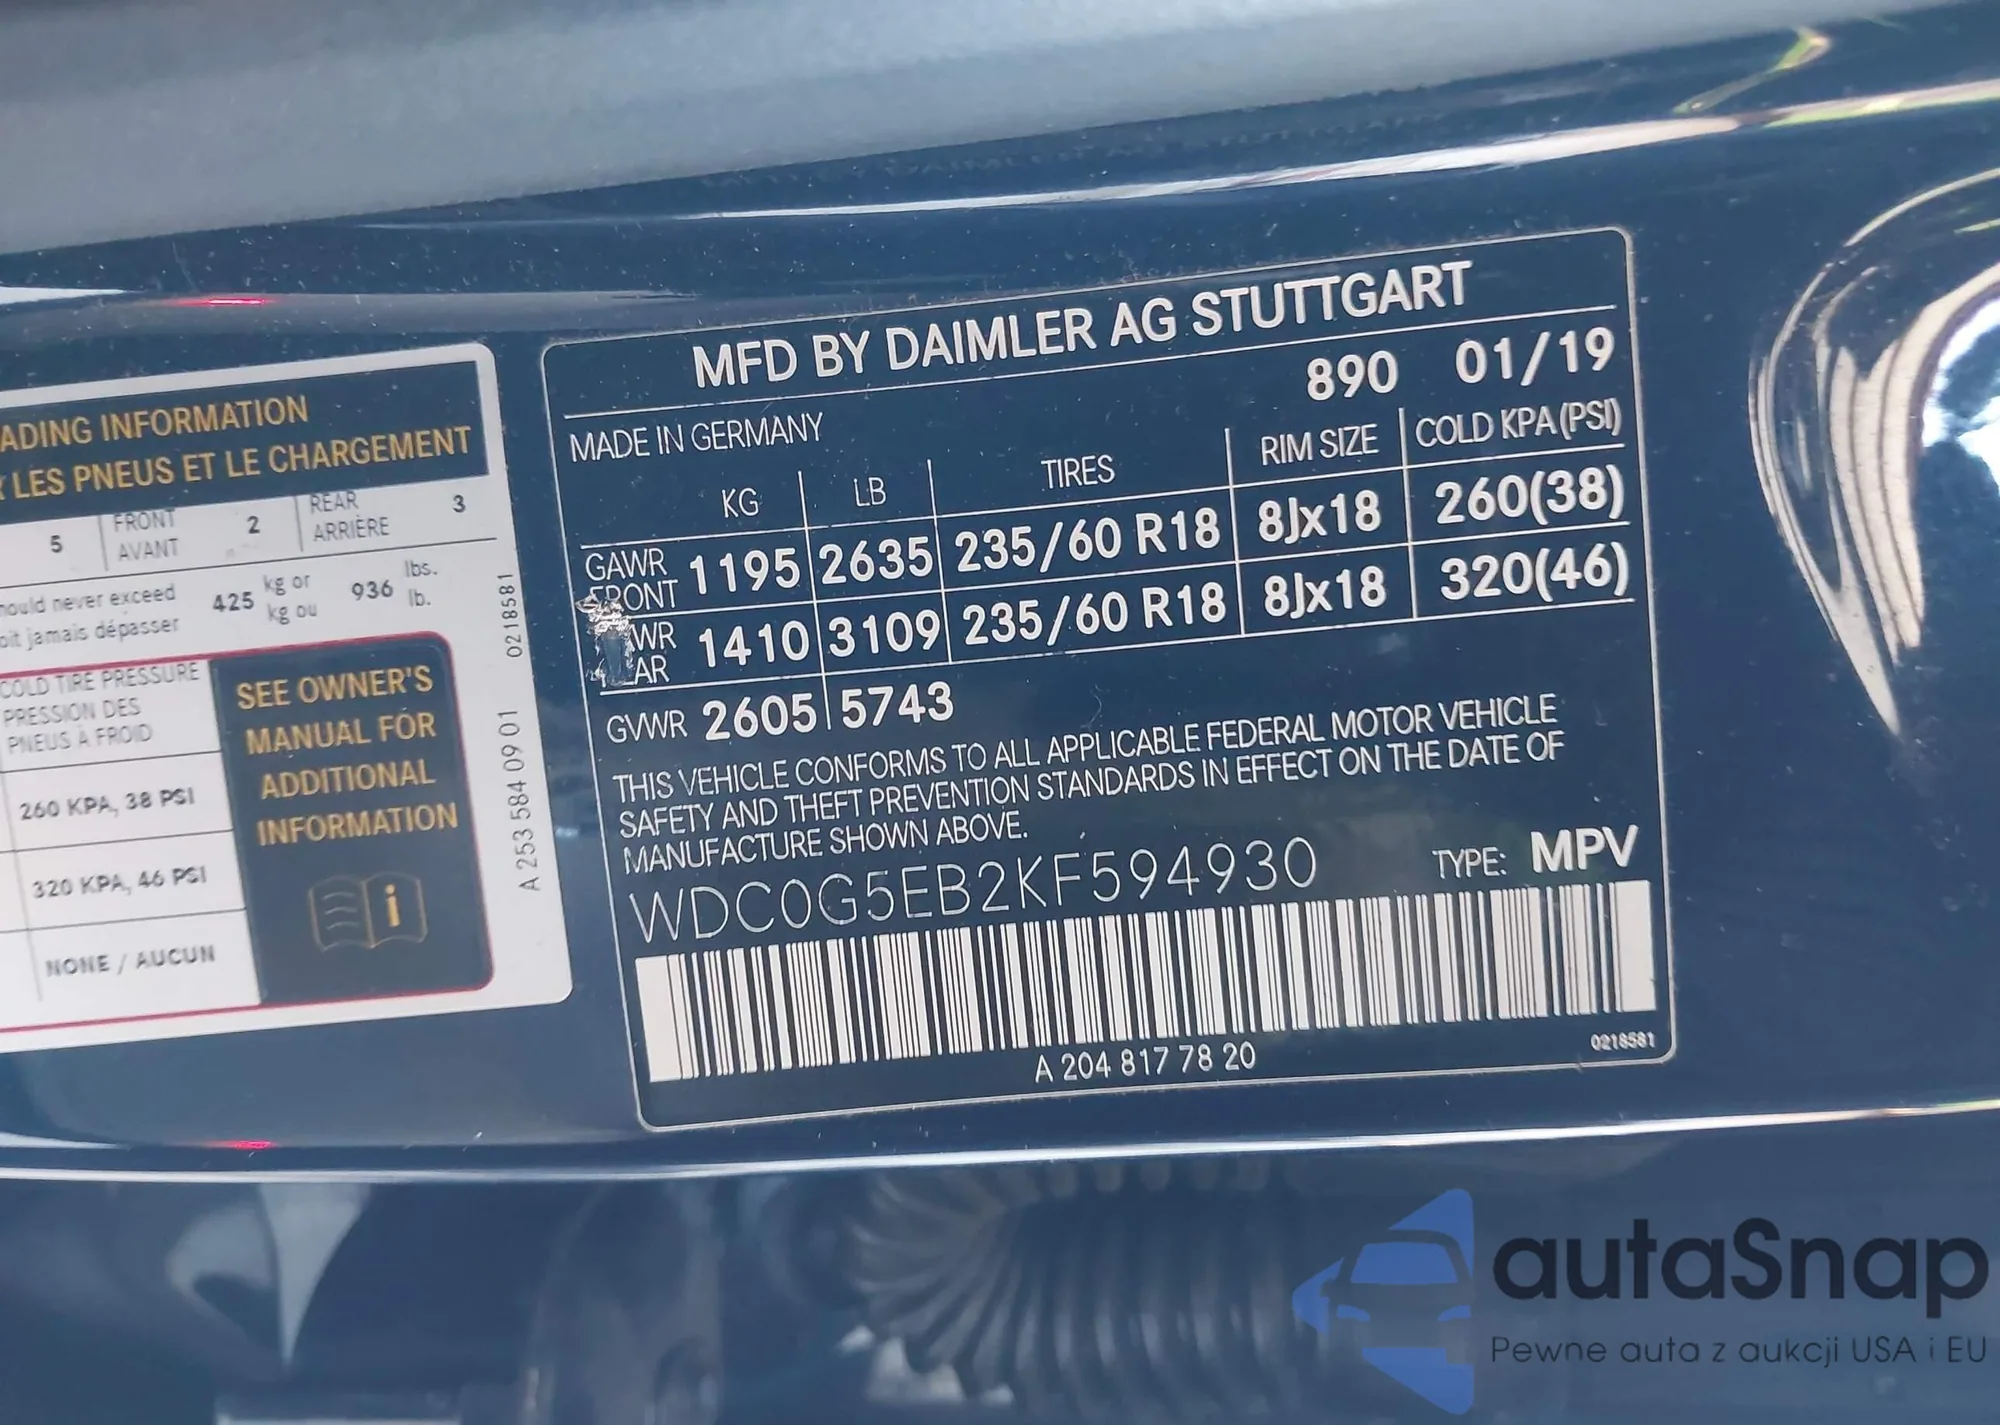 ADING INFORMATION
LES PNEUS ET LE CHARGEMENT
5 FRONT AVANT 2 REAR ARRIÈRE 3
ould never exceed 425 kg or 936 lbs.
oit jamais dépasser kg ou lb.
COLD TIRE PRESSURE
PRESSION DES
PNEUS À FROID
260 KPA, 38 PSI
320 KPA, 46 PSI
NONE / AUCUN
SEE OWNER'S
MANUAL FOR
ADDITIONAL
INFORMATION
i
A 253 584 09 01 0218581
MFD BY DAIMLER AG STUTTGART
890 01/19
MADE IN GERMANY
KG LB TIRES RIM SIZE COLD KPA(PSI)
GAWR FRONT 1195 2635 235/60 R18 8Jx18 260(38)
WR AR 1410 3109 235/60 R18 8Jx18 320(46)
GVWR 2605 5743
THIS VEHICLE CONFORMS TO ALL APPLICABLE FEDERAL MOTOR VEHICLE
SAFETY AND THEFT PREVENTION STANDARDS IN EFFECT ON THE DATE OF
MANUFACTURE SHOWN ABOVE.
WDC0G5EB2KF594930 TYPE: MPV
A 204 817 78 20
0218581
autaSnap
Pewne auta z aukcji USA i EU